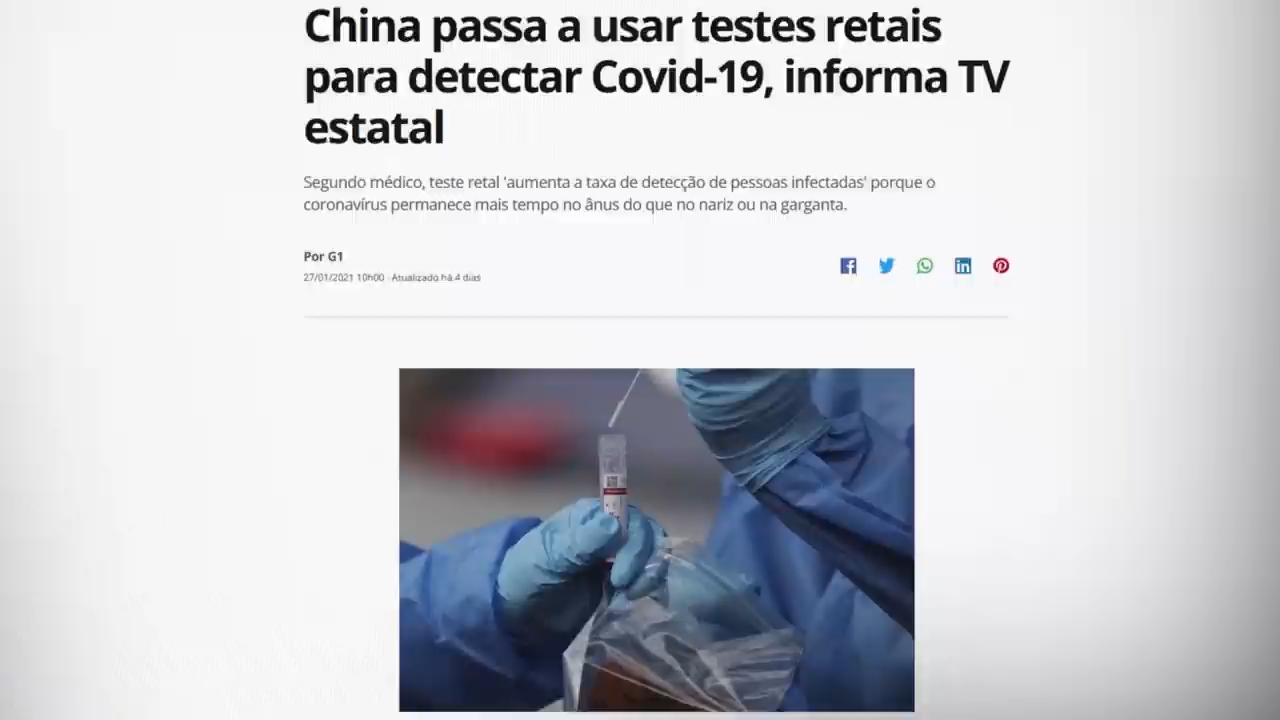 China passa a usar testes retais
para detectar Covid-19, informa TV
estatal
Segundo médico, teste retal 'aumenta a taxa de detecção de pessoas infectadas' porque o
coronavírus permanece mais tempo no ânus do que no nariz ou na garganta.
Por G1
27/01/2021 10h00 · Atualizado há 4 dias